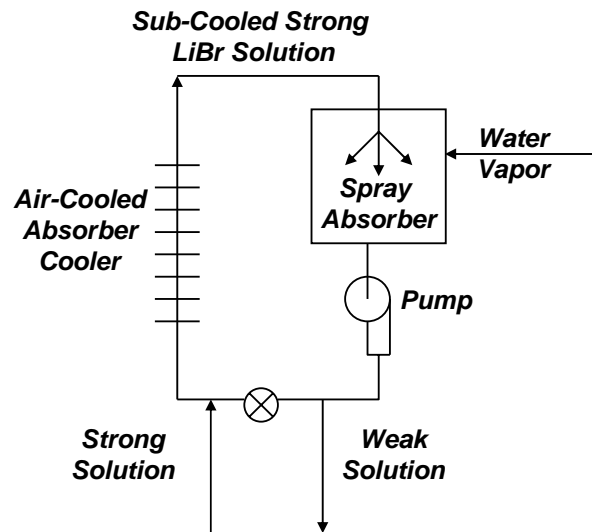 Sub-Cooled Strong
LiBr Solution
Water
Vapor
Spray
Absorber
Air-Cooled
Absorber
Cooler
Pump
Strong
Solution
Weak
Solution